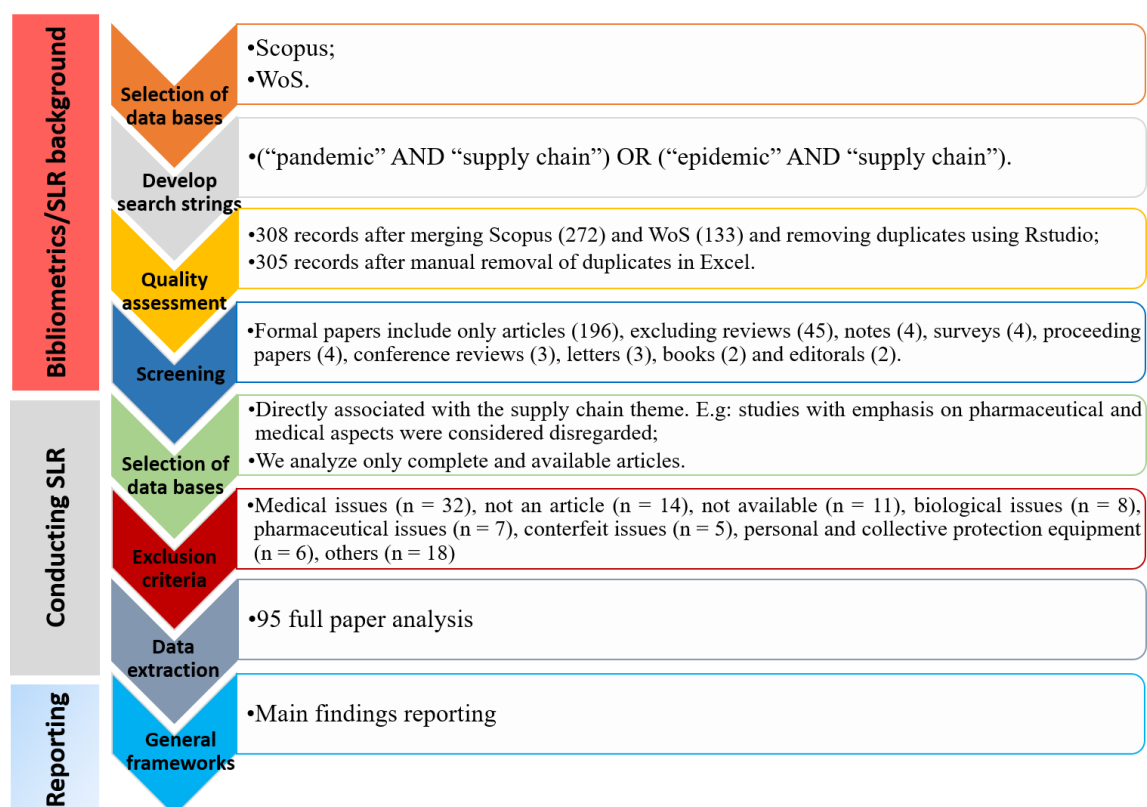 Bibliometrics/SLR background
Selection of
data bases
•Scopus;
•WoS.
Develop
search strings
•(“pandemic” AND “supply chain”) OR (“epidemic” AND “supply chain”).
Quality
assessment
•308 records after merging Scopus (272) and WoS (133) and removing duplicates using Rstudio;
•305 records after manual removal of duplicates in Excel.
Screening
•Formal papers include only articles (196), excluding reviews (45), notes (4), surveys (4), proceeding
papers (4), conference reviews (3), letters (3), books (2) and editorals (2).
Conducting SLR
Selection of
data bases
•Directly associated with the supply chain theme. E.g: studies with emphasis on pharmaceutical and
medical aspects were considered disregarded;
•We analyze only complete and available articles.
Exclusion
criteria
•Medical issues (n = 32), not an article (n = 14), not available (n = 11), biological issues (n = 8),
pharmaceutical issues (n = 7), conterfeit issues (n = 5), personal and collective protection equipment
(n = 6), others (n = 18)
Data
extraction
•95 full paper analysis
Reporting
General
frameworks
•Main findings reporting